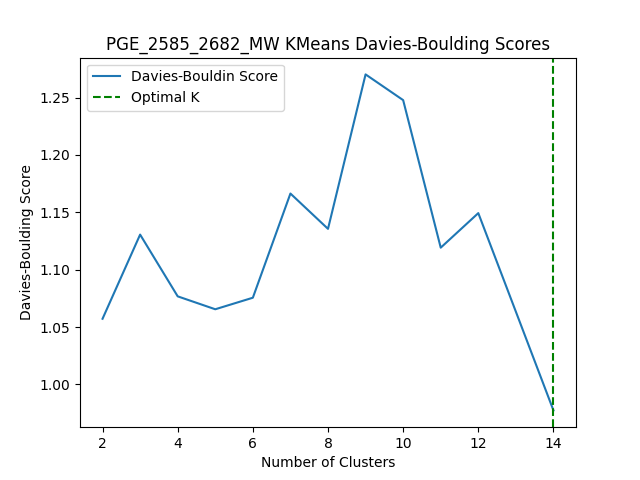 PGE_2585_2682_MW KMeans Davies-Boulding Scores
Davies-Bouldin Score
Optimal K
Davies-Boulding Score
1.25
1.20
1.15
1.10
1.05
1.00
2 4 6 8 10 12 14
Number of Clusters